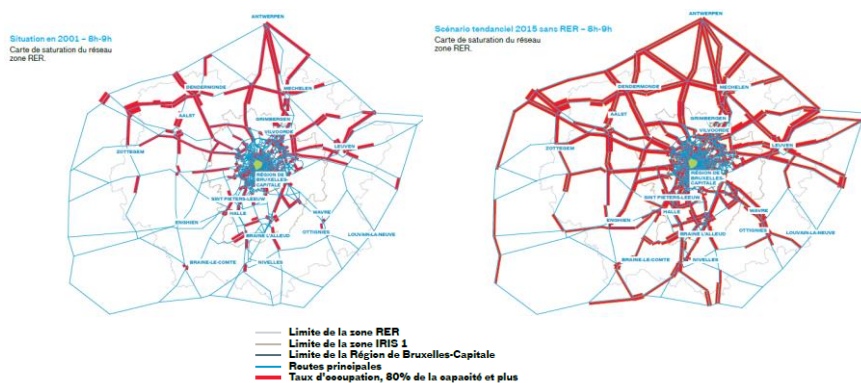 Situation en 2001 – 8h-9h
Carte de saturation du réseau
zone RER.
ANTWERPEN
DENDERMONDE
MECHELEN
AALST
GRIMBERGEN
VILVOORDE
ZOTTEGEM
LEUVEN
RÉGION DE
BRUXELLES-
CAPITALE
SINT PIETERS-LEEUW
HALLE
WAVRE
ENGHIEN
BRAINE L'ALLEUD
OTTIGNIES
LOUVAIN-LA-NEUVE
BRAINE-LE-COMTE
NIVELLES
Scénario tendanciel 2015 sans RER – 8h-9h
Carte de saturation du réseau
zone RER.
ANTWERPEN
DENDERMONDE
MECHELEN
AALST
GRIMBERGEN
VILVOORDE
ZOTTEGEM
LEUVEN
RÉGION DE
BRUXELLES-
CAPITALE
SINT PIETERS-LEEUW
HALLE
WAVRE
ENGHIEN
BRAINE L'ALLEUD
OTTIGNIES
LOUVAIN-LA-NEUVE
BRAINE-LE-COMTE
NIVELLES
Limite de la zone RER
Limite de la zone IRIS 1
Limite de la Région de Bruxelles-Capitale
Routes principales
Taux d'occupation, 80% de la capacité et plus